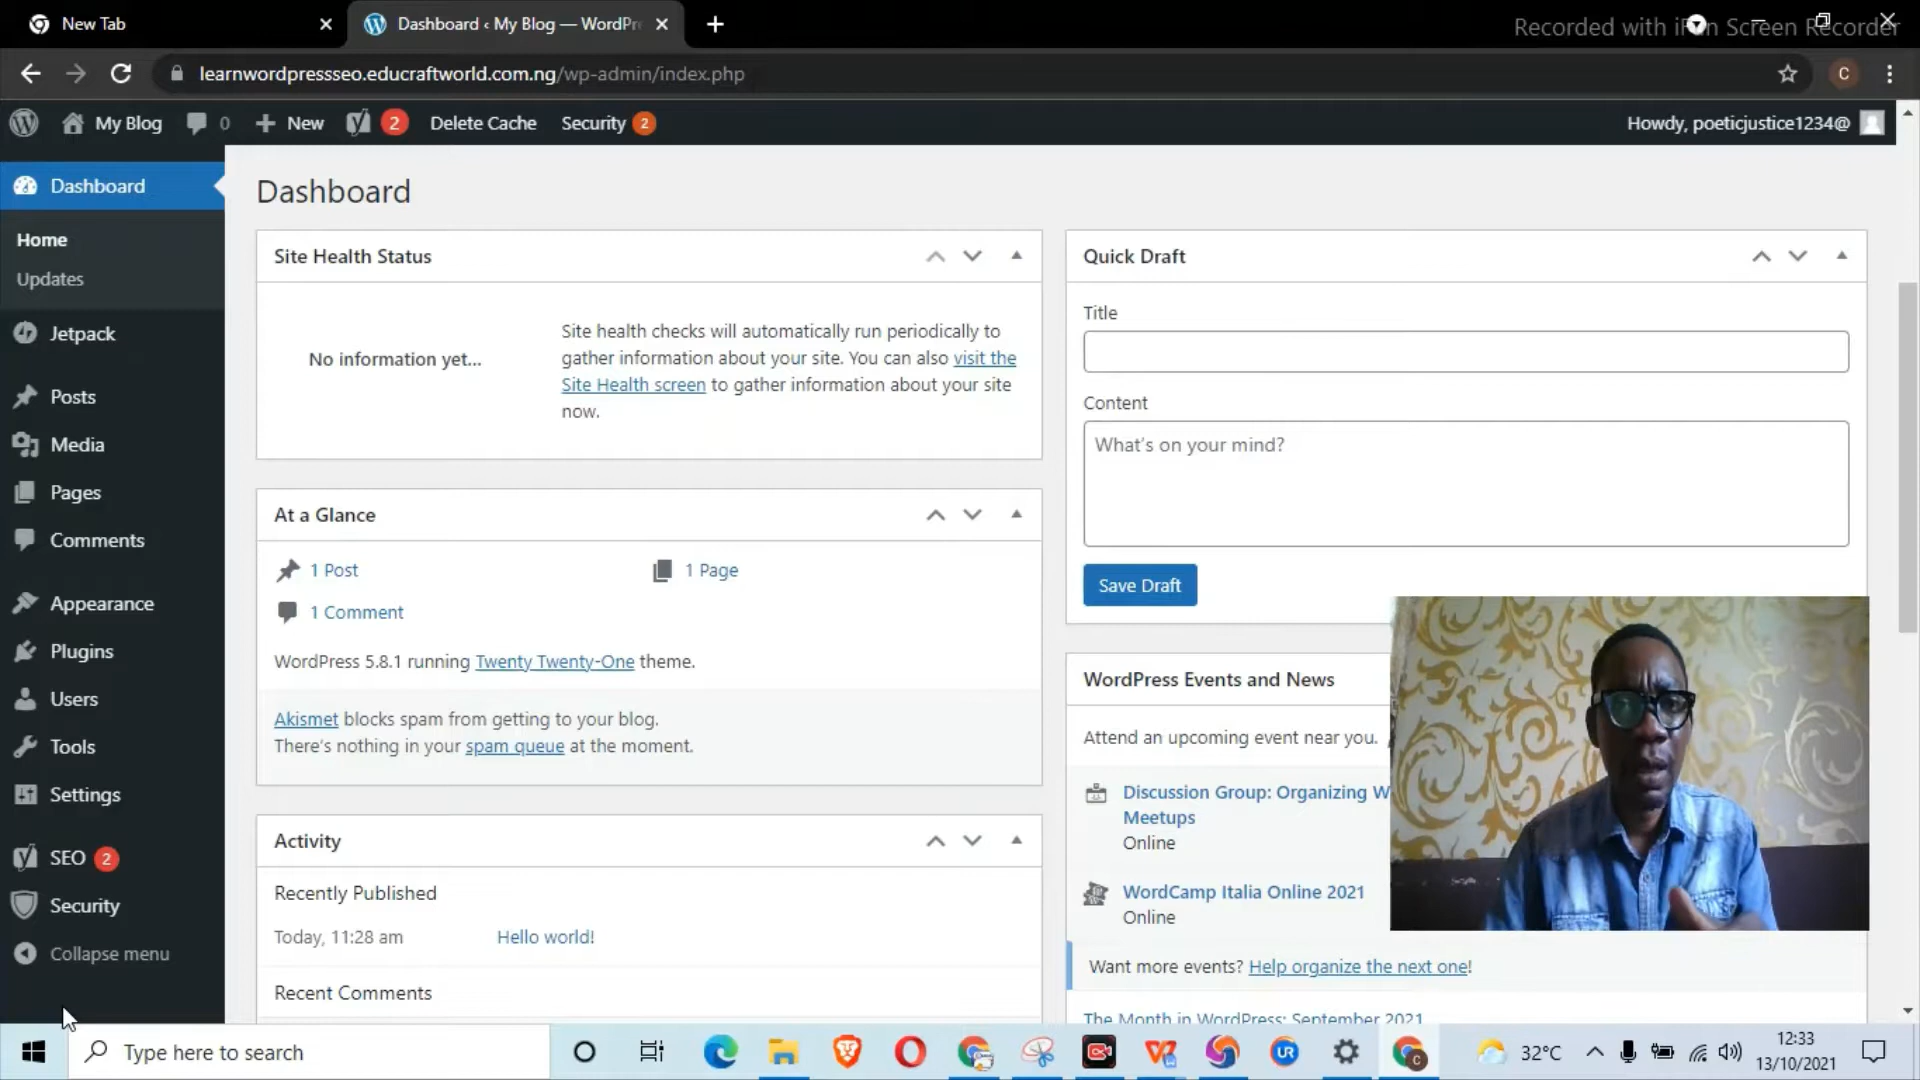 New Tab
Dashboard ‹ My Blog — WordPr
Recorded with iFun Screen Recorder
learnwordpressseo.educraftworld.com.ng/wp-admin/index.php
C
My Blog
0
New
2
Delete Cache
Security 2
Howdy, poeticjustice1234@
Dashboard
Home
Updates
Jetpack
Posts
Media
Pages
Comments
Appearance
Plugins
Users
Tools
Settings
SEO 2
Security
Collapse menu
Dashboard
Site Health Status
No information yet...
Site health checks will automatically run periodically to
gather information about your site. You can also visit the
Site Health screen to gather information about your site
now.
At a Glance
1 Post
1 Page
1 Comment
WordPress 5.8.1 running Twenty Twenty-One theme.
Akismet blocks spam from getting to your blog.
There's nothing in your spam queue at the moment.
Activity
Recently Published
Today, 11:28 am
Hello world!
Recent Comments
Quick Draft
Title
Content
What's on your mind?
Save Draft
WordPress Events and News
Attend an upcoming event near you.
Discussion Group: Organizing W
Meetups
Online
WordCamp Italia Online 2021
Online
Want more events? Help organize the next one!
The Month in WordPress: September 2021
Type here to search
UR
C
32°C
12:33
13/10/2021